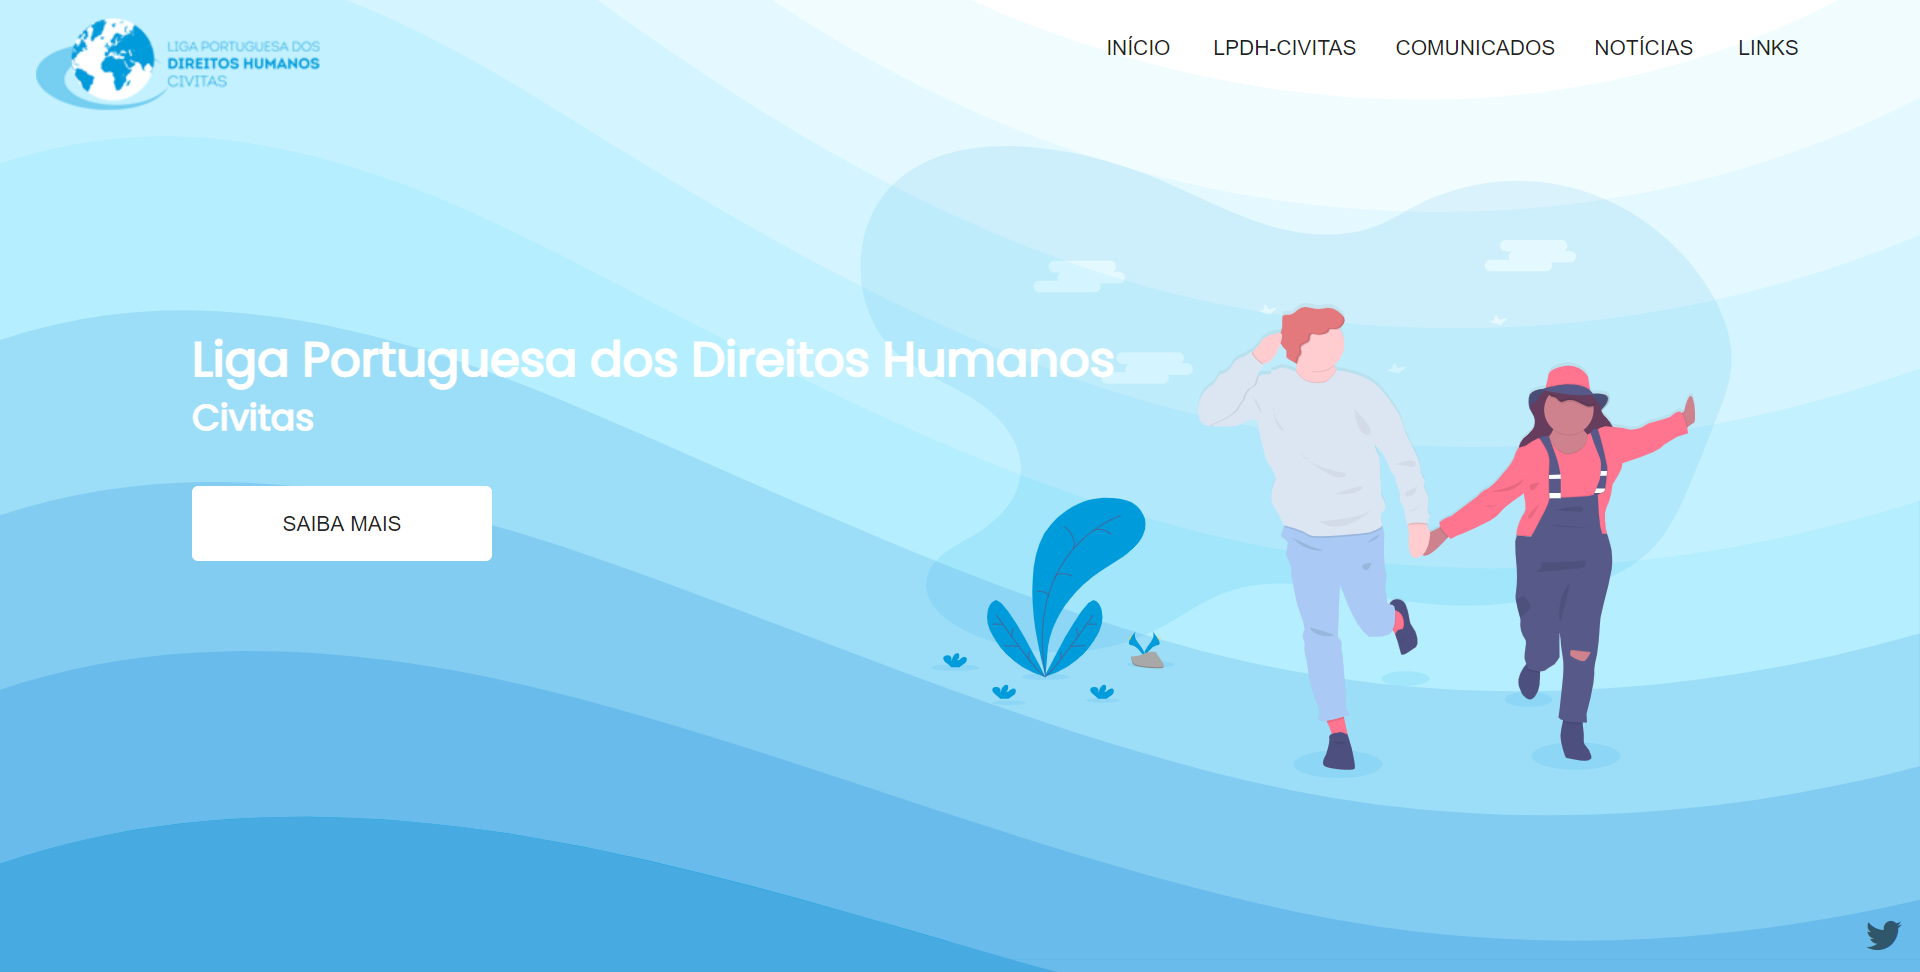 LIGA PORTUGUESA DOS
DIREITOS HUMANOS
CIVITAS
INÍCIO LPDH-CIVITAS COMUNICADOS NOTÍCIAS LINKS
Liga Portuguesa dos Direitos Humanos
Civitas
SAIBA MAIS